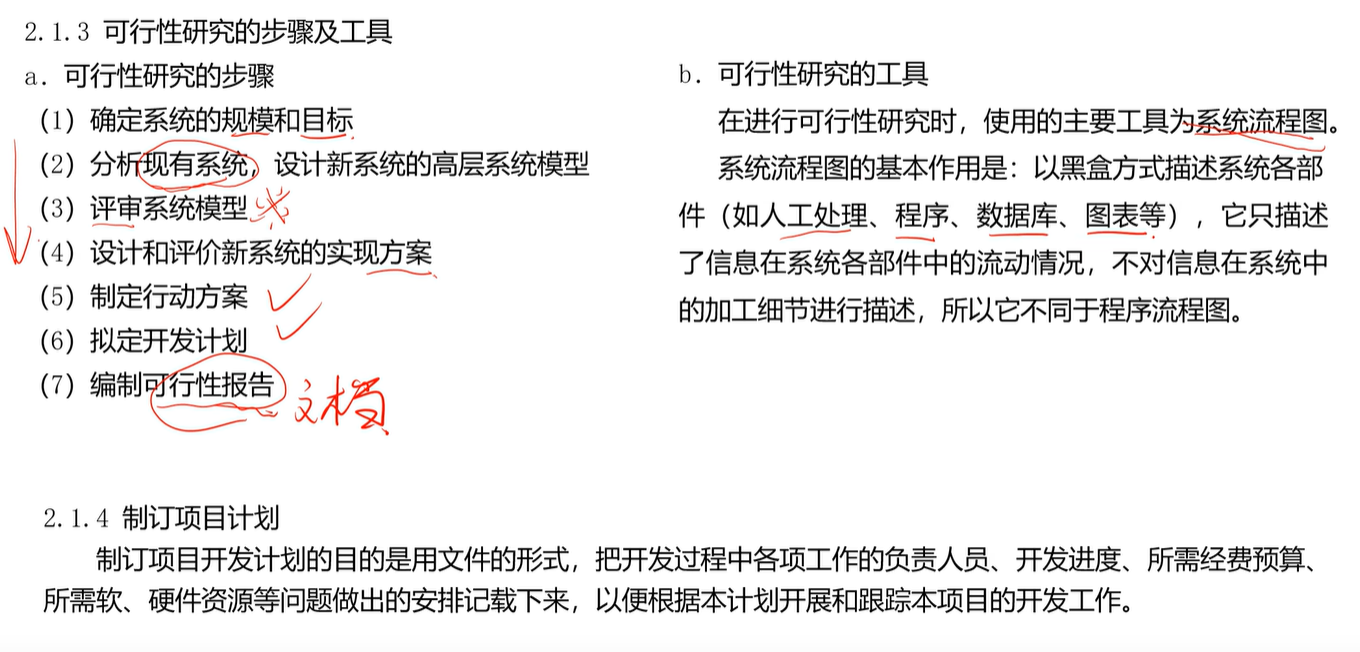 2.1.3 可行性研究的步骤及工具
a. 可行性研究的步骤
(1) 确定系统的规模和目标
(2) 分析现有系统，设计新系统的高层系统模型
(3) 评审系统模型
(4) 设计和评价新系统的实现方案
(5) 制定行动方案
(6) 拟定开发计划
(7) 编制可行性报告 文档
b. 可行性研究的工具
在进行可行性研究时，使用的主要工具为系统流程图。
系统流程图的基本作用是：以黑盒方式描述系统各部
件（如人工处理、程序、数据库、图表等），它只描述
了信息在系统各部件中的流动情况，不对信息在系统中
的加工细节进行描述，所以它不同于程序流程图。
2.1.4 制订项目计划
制订项目开发计划的目的是用文件的形式，把开发过程中各项工作的负责人员、开发进度、所需经费预算、
所需软、硬件资源等问题做出的安排记载下来，以便根据本计划开展和跟踪本项目的开发工作。